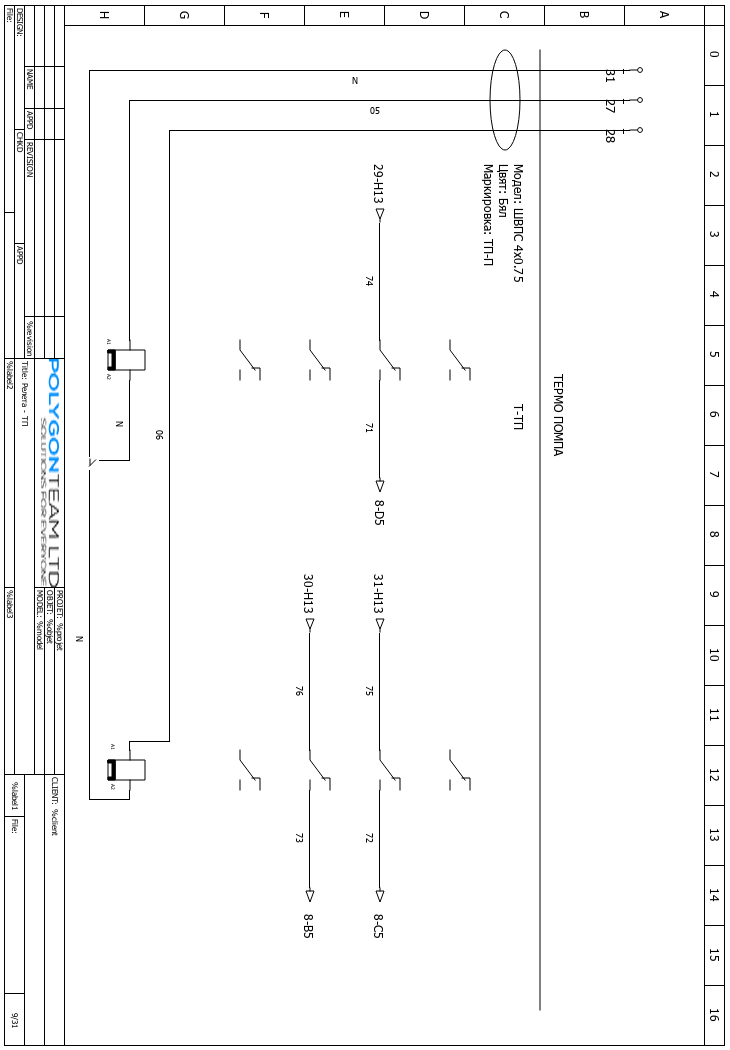 0 1 2 3 4 5 6 7 8 9 10 11 12 13 14 15 16
A
B
C
D
E
F
G
H
31
27
28
ТЕРМО ПОМПА
Модел: ШВПС 4x0.75
Цвят: Бял
Маркировка: ТП-П
Т-ТП
N
05
29-H13
74
71
8-D5
31-H13
75
72
8-C5
30-H13
76
73
8-B5
06
A1
A2
N
A1
A2
N
NAME
APPD
REVISION
%revision
DESIGN:
CHKD
APPD
File:
POLYGONTEAM LTD
SOLUTIONS FOR EVERYONE
Title: Релета - ТП
%label2
PROJET: %projet
OBJET: %objet
MODEL: %model
%label3
CLIENT: %client
%label1
File:
9/31